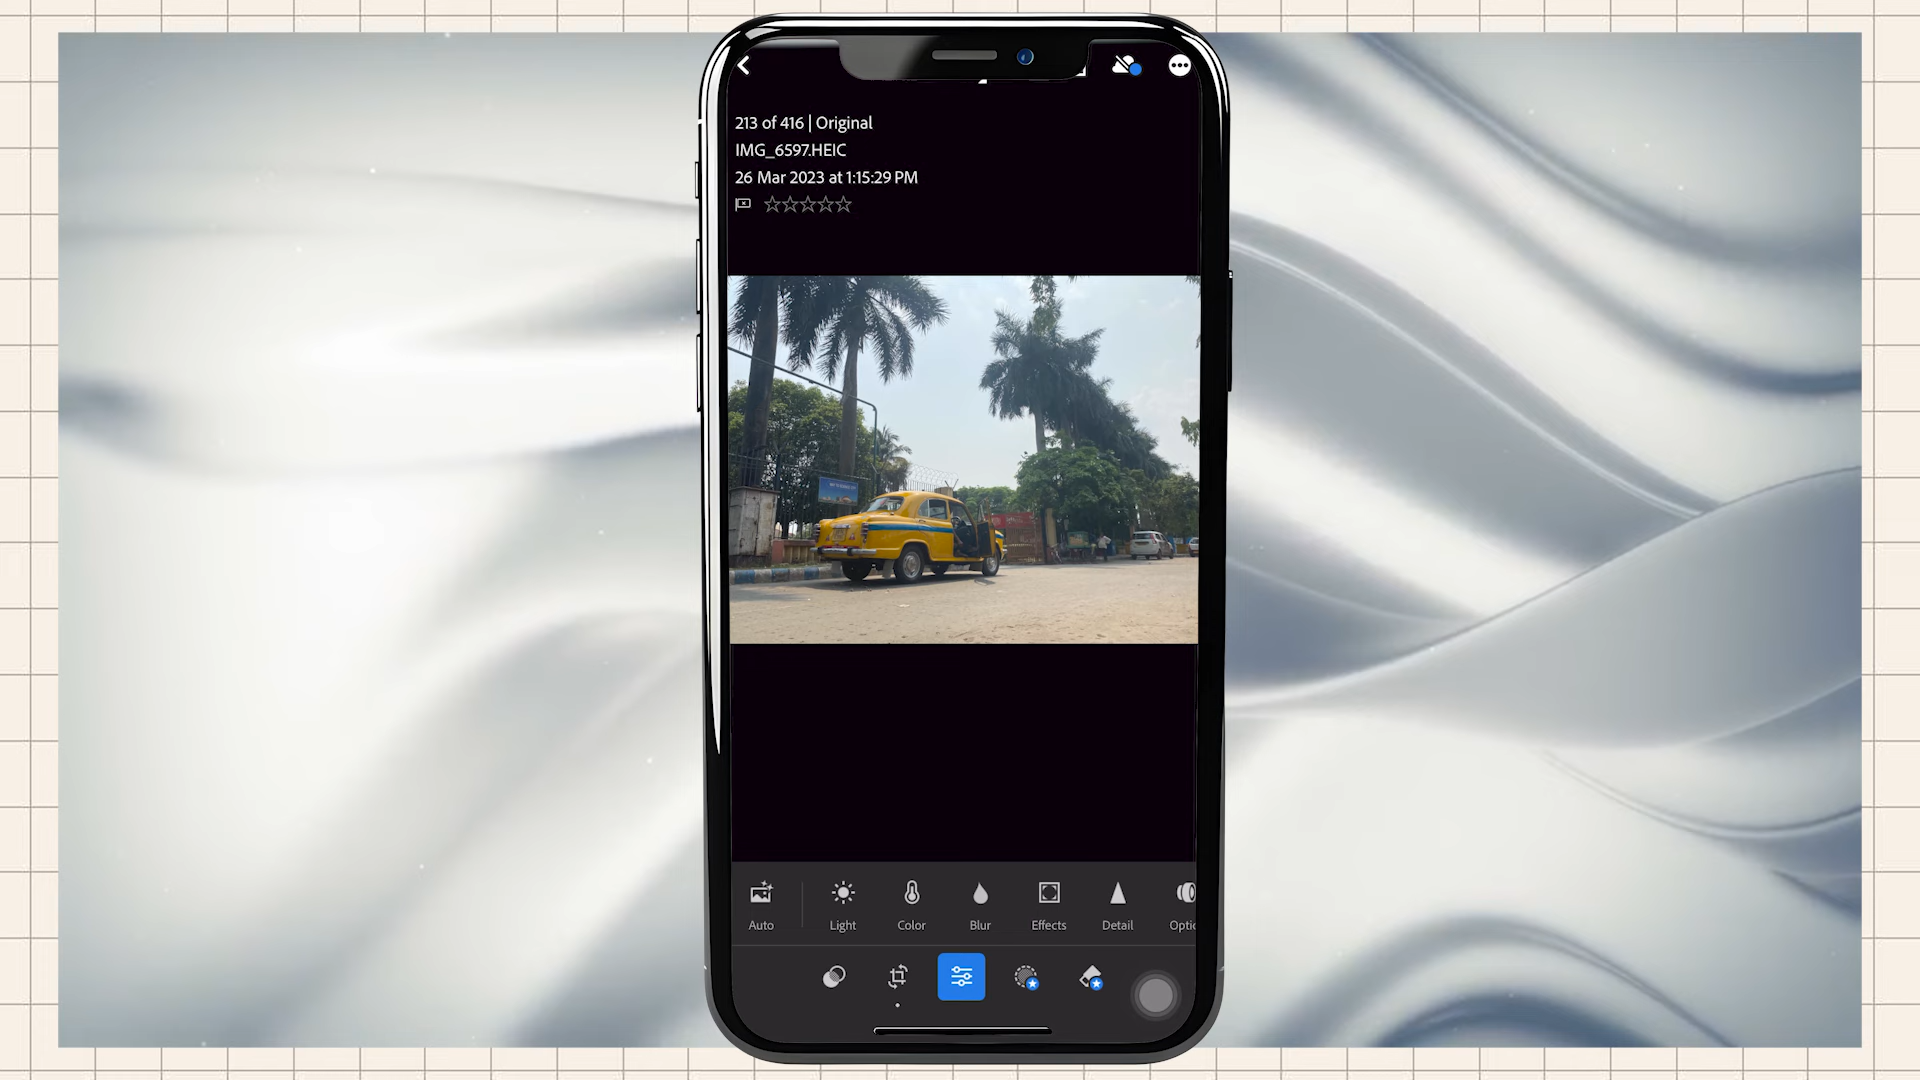 213 of 416 | Original
IMG_6597.HEIC
26 Mar 2023 at 1:15:29 PM
Auto
Light
Color
Blur
Effects
Detail
Optic